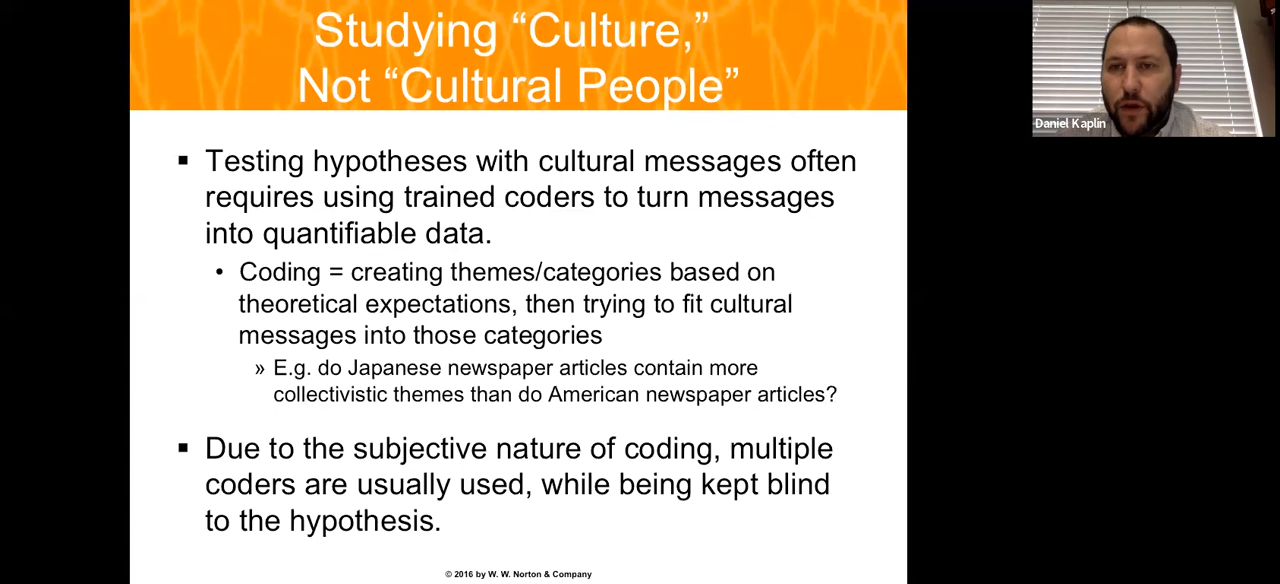 Studying “Culture,”
Not “Cultural People”
▪ Testing hypotheses with cultural messages often
requires using trained coders to turn messages
into quantifiable data.
• Coding = creating themes/categories based on
theoretical expectations, then trying to fit cultural
messages into those categories
» E.g. do Japanese newspaper articles contain more
collectivistic themes than do American newspaper articles?
▪ Due to the subjective nature of coding, multiple
coders are usually used, while being kept blind
to the hypothesis.
© 2016 by W. W. Norton & Company
Daniel Kaplin